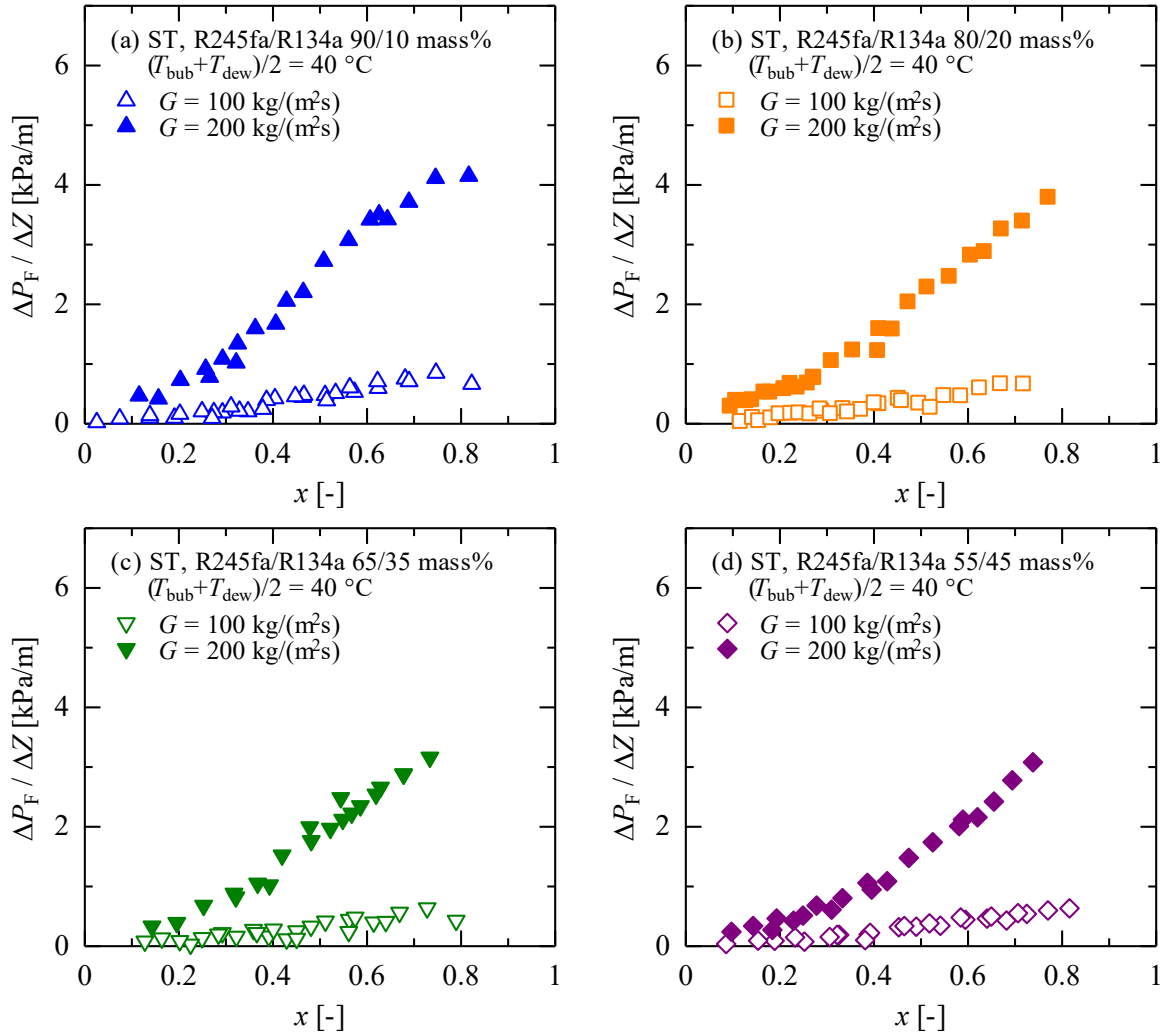 (a) ST, R245fa/R134a 90/10 mass%
(T_bub+T_dew)/2 = 40 °C
G = 100 kg/(m²s)
G = 200 kg/(m²s)
ΔP_F / ΔZ [kPa/m]
6
4
2
0
0 0.2 0.4 0.6 0.8 1
x [-]
(b) ST, R245fa/R134a 80/20 mass%
(T_bub+T_dew)/2 = 40 °C
G = 100 kg/(m²s)
G = 200 kg/(m²s)
ΔP_F / ΔZ [kPa/m]
6
4
2
0
0 0.2 0.4 0.6 0.8 1
x [-]
(c) ST, R245fa/R134a 65/35 mass%
(T_bub+T_dew)/2 = 40 °C
G = 100 kg/(m²s)
G = 200 kg/(m²s)
ΔP_F / ΔZ [kPa/m]
6
4
2
0
0 0.2 0.4 0.6 0.8 1
x [-]
(d) ST, R245fa/R134a 55/45 mass%
(T_bub+T_dew)/2 = 40 °C
G = 100 kg/(m²s)
G = 200 kg/(m²s)
ΔP_F / ΔZ [kPa/m]
6
4
2
0
0 0.2 0.4 0.6 0.8 1
x [-]